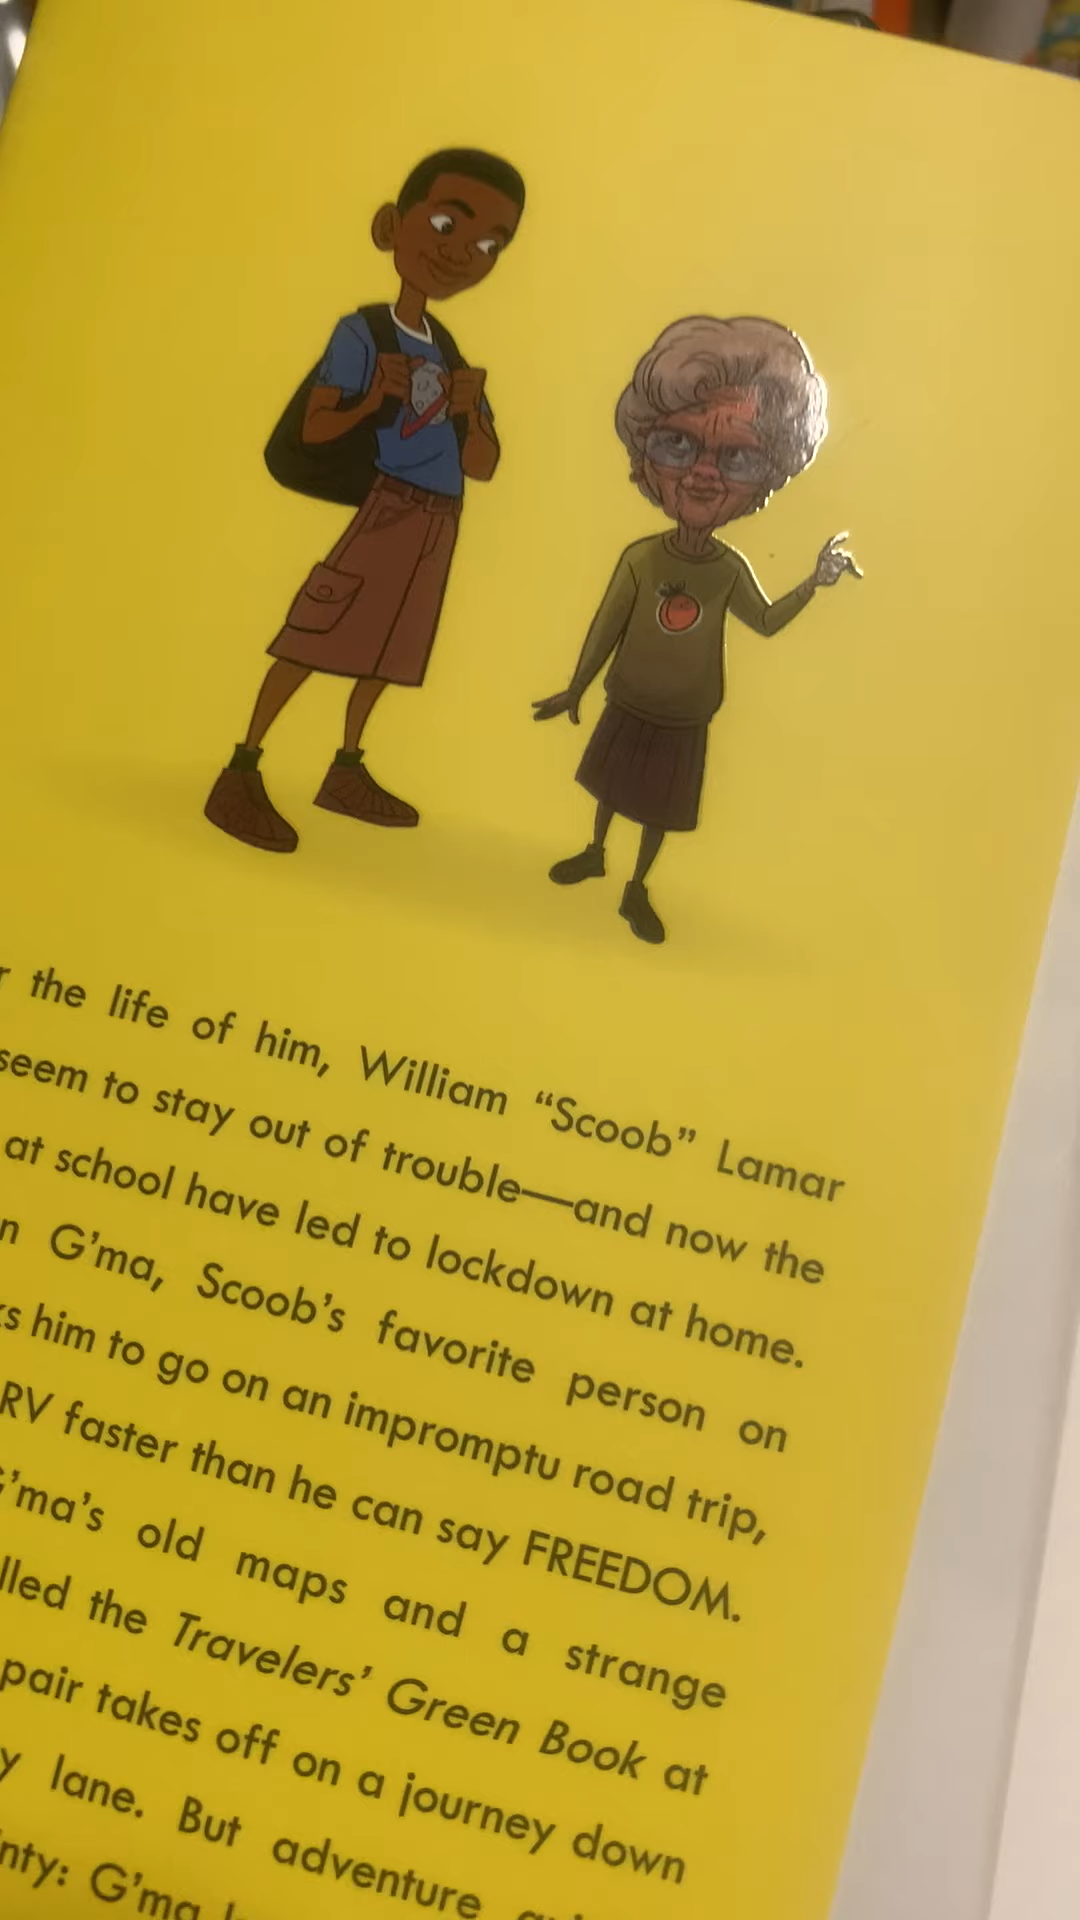 the life of him, William “Scoob” Lamar
seem to stay out of trouble—and now the
at school have led to lockdown at home.
G’ma, Scoob’s favorite person on
him to go on an impromptu road trip,
RV faster than he can say FREEDOM.
G’ma’s old maps and a strange
the Travelers’ Green Book at
pair takes off on a journey down
lane. But adventure
G’ma